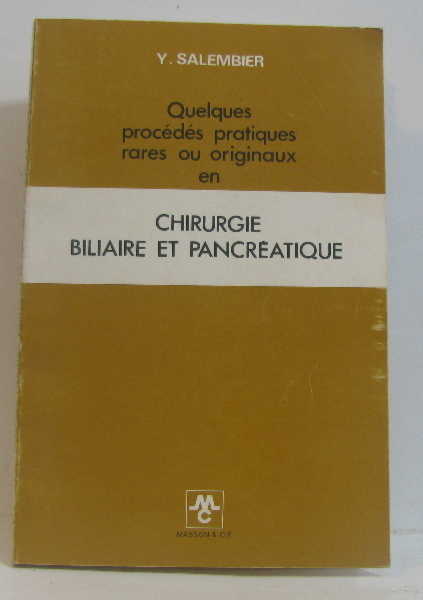 Y. SALEMBIER
Quelques
procédés pratiques
rares ou originaux
en
CHIRURGIE
BILIAIRE ET PANCRÉATIQUE
MC
MASSON & CIE